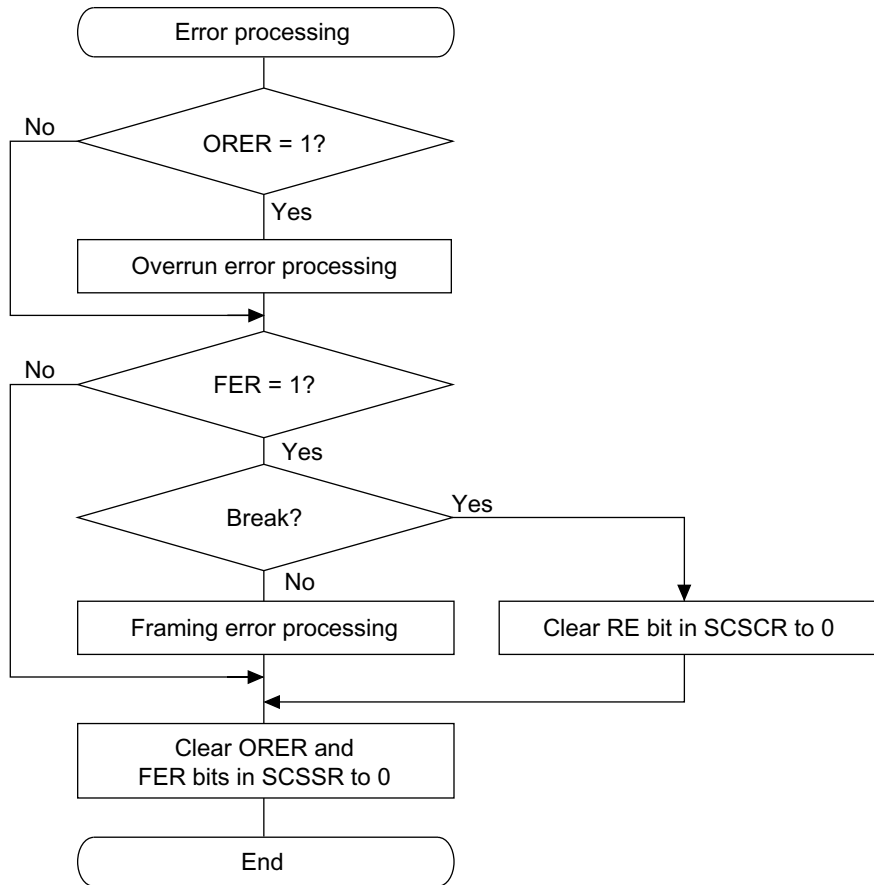 Error processing
No
ORER = 1?
Yes
Overrun error processing
No
FER = 1?
Yes
Break?
Yes
No
Framing error processing
Clear RE bit in SCSCR to 0
Clear ORER and
FER bits in SCSSR to 0
End